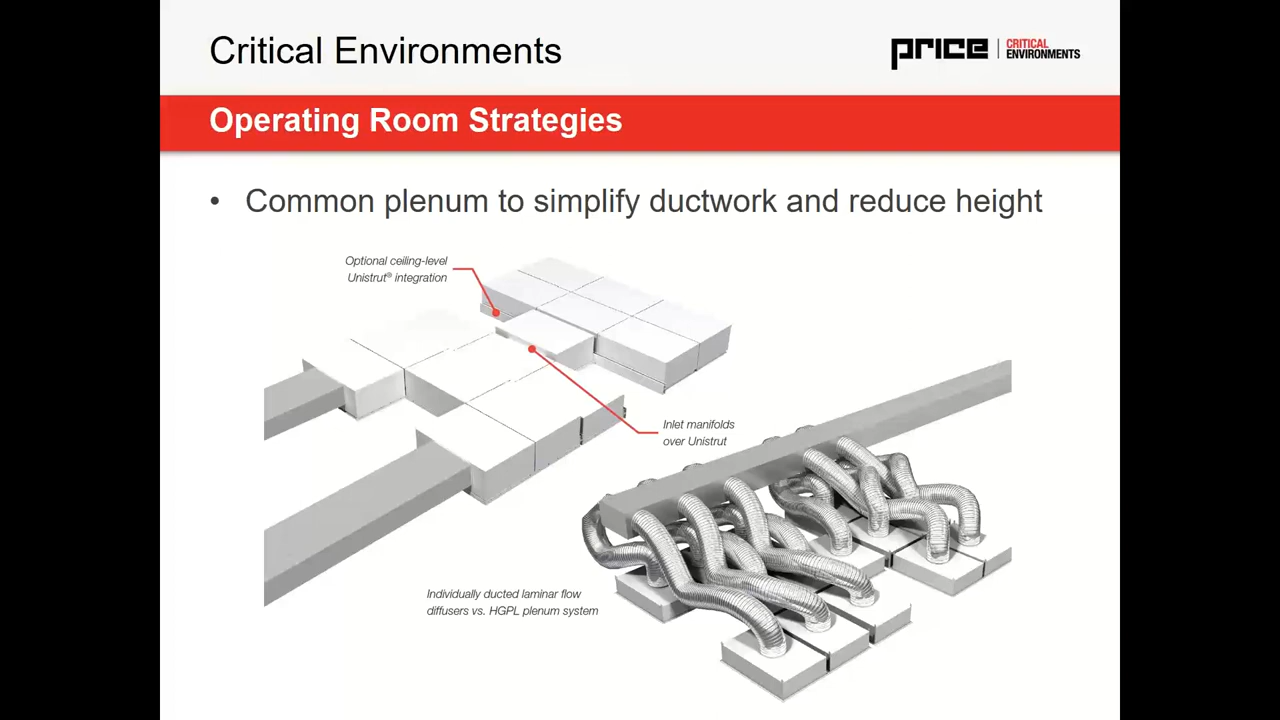 Critical Environments
price
CRITICAL
ENVIRONMENTS
Operating Room Strategies
• Common plenum to simplify ductwork and reduce height
Optional ceiling-level
Unistrut® integration
Inlet manifolds
over Unistrut
Individually ducted laminar flow
diffusers vs. HGPL plenum system